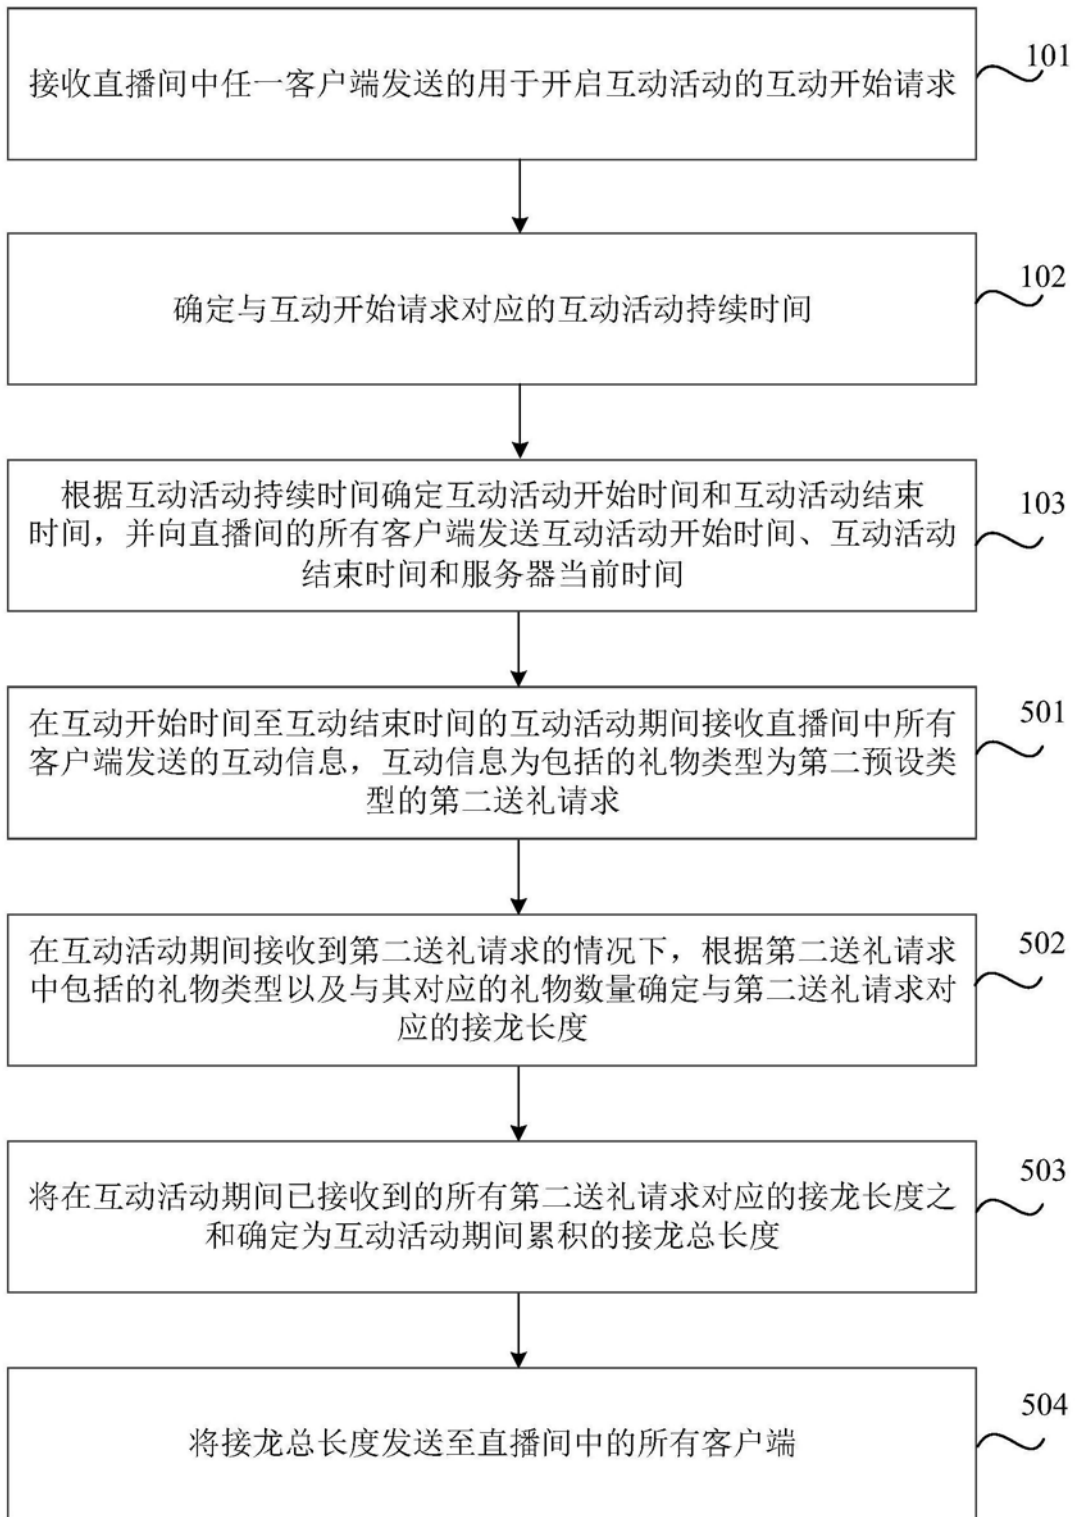 101
接收直播间中任一客户端发送的用于开启互动活动的互动开始请求
102
确定与互动开始请求对应的互动活动持续时间
103
根据互动活动持续时间确定互动活动开始时间和互动活动结束
时间，并向直播间的所有客户端发送互动活动开始时间、互动活动
结束时间和服务器当前时间
501
在互动开始时间至互动结束时间的互动活动期间接收直播间中所有
客户端发送的互动信息，互动信息为包括的礼物类型为第二预设类
型的第二送礼请求
502
在互动活动期间接收到第二送礼请求的情况下，根据第二送礼请求
中包括的礼物类型以及与其对应的礼物数量确定与第二送礼请求对
应的接龙长度
503
将在互动活动期间已接收到的所有第二送礼请求对应的接龙长度之
和确定为互动活动期间累积的接龙总长度
504
将接龙总长度发送至直播间中的所有客户端